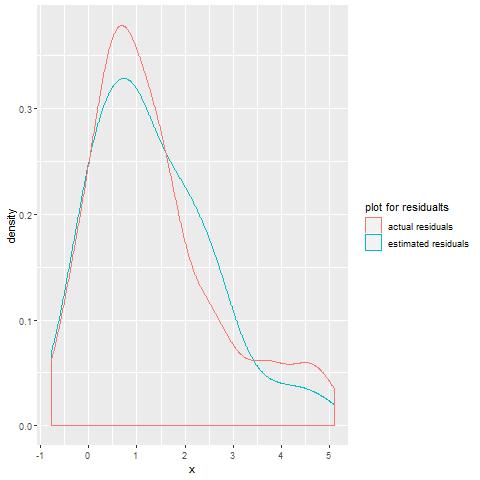 density
0.3
0.2
0.1
0.0
-1
0
1
2
3
4
5
x
plot for residualts
actual residuals
estimated residuals